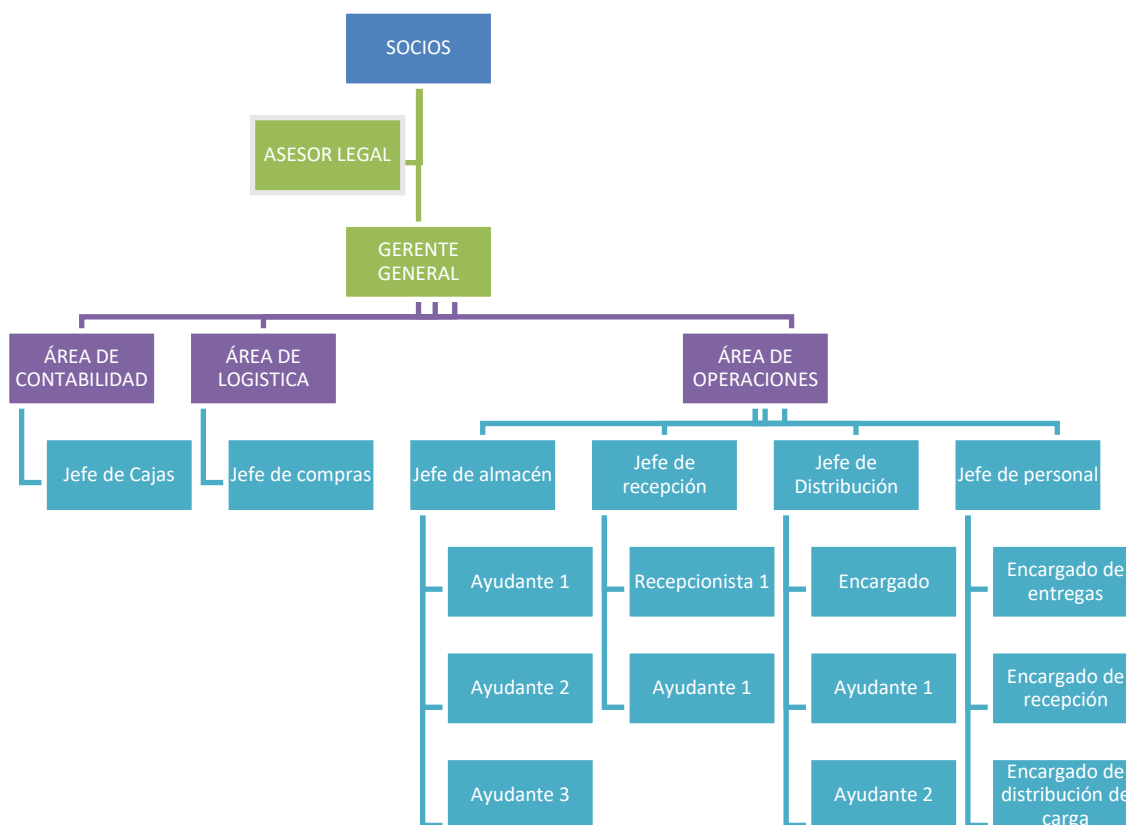 SOCIOS
ASESOR LEGAL
GERENTE
GENERAL
ÁREA DE
CONTABILIDAD
ÁREA DE
LOGISTICA
ÁREA DE
OPERACIONES
Jefe de Cajas
Jefe de compras
Jefe de almacén
Jefe de
recepción
Jefe de
Distribución
Jefe de personal
Ayudante 1
Recepcionista 1
Encargado
Encargado de
entregas
Ayudante 2
Ayudante 1
Ayudante 1
Encargado de
recepción
Ayudante 3
Ayudante 2
Encargado de
distribución de
carga